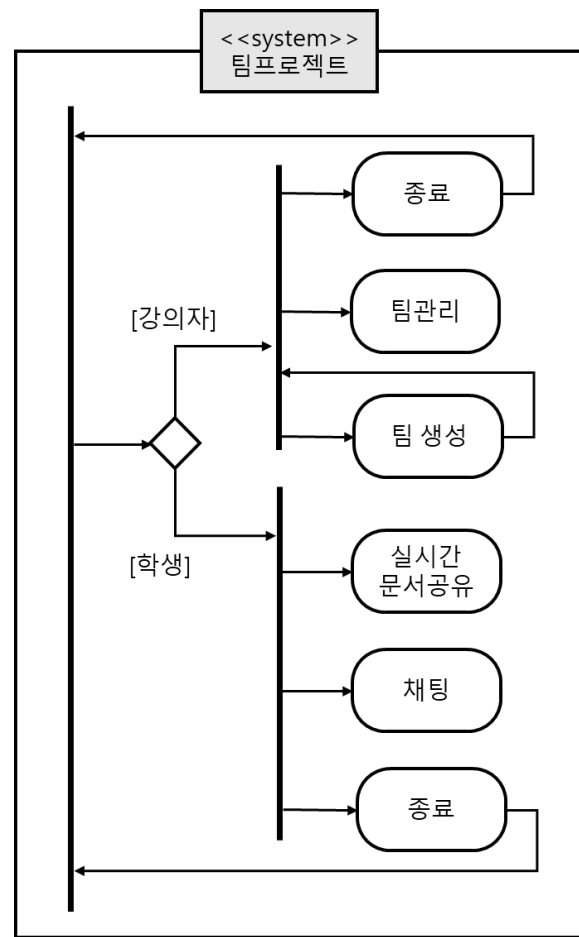 <<system>>
팀프로젝트
종료
팀관리
[강의자]
팀 생성
[학생]
실시간
문서공유
채팅
종료